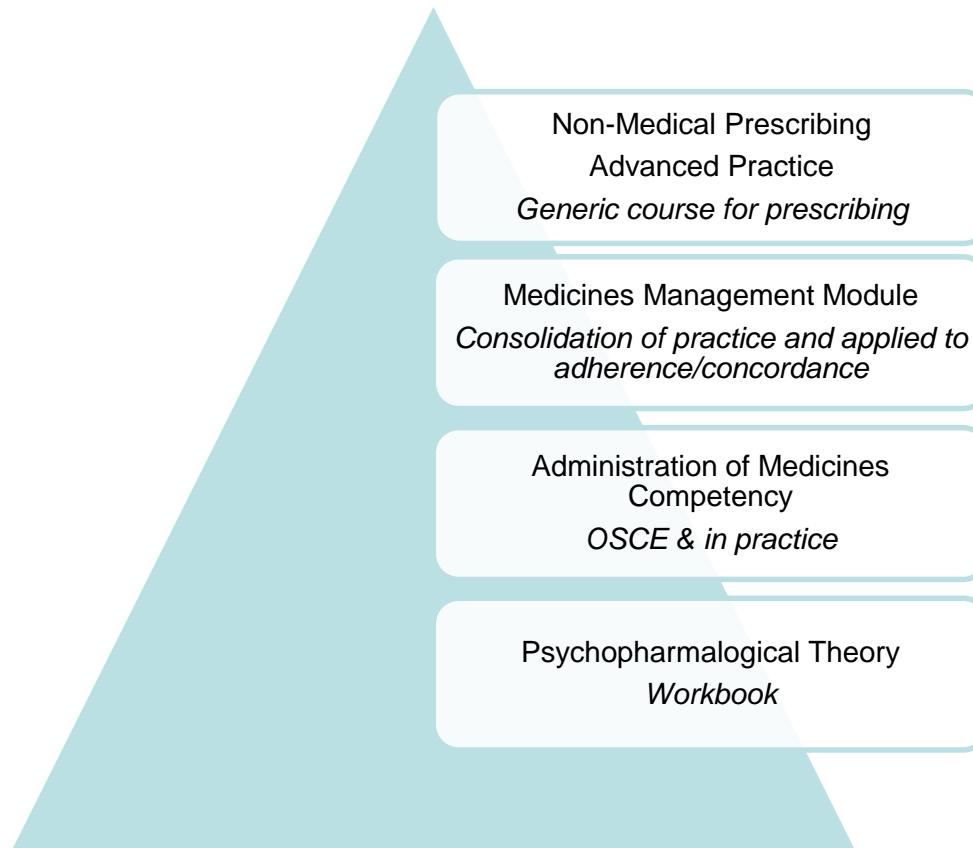 Non-Medical Prescribing
Advanced Practice
Generic course for prescribing
Medicines Management Module
Consolidation of practice and applied to
adherence/concordance
Administration of Medicines
Competency
OSCE & in practice
Psychopharmalogical Theory
Workbook